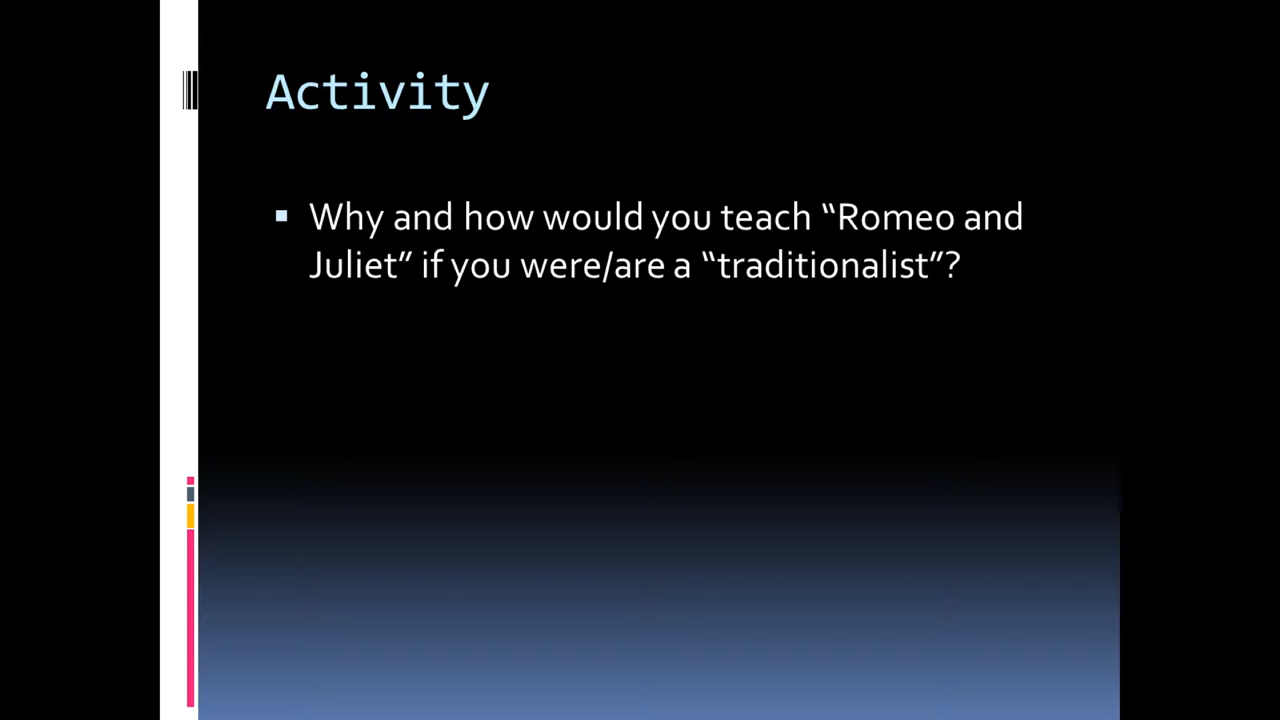 Activity
Why and how would you teach “Romeo and
Juliet” if you were/are a “traditionalist”?